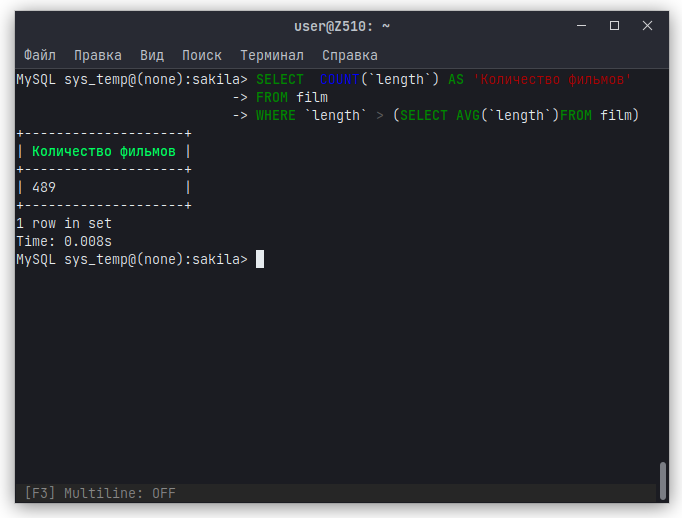 user@Z510: ~
Файл Правка Вид Поиск Терминал Справка
MySQL sys_temp@(none):sakila> SELECT  COUNT(`length`) AS 'Количество фильмов'
                           -> FROM film
                           -> WHERE `length` > (SELECT AVG(`length`)FROM film)
+--------------------+
| Количество фильмов |
+--------------------+
| 489                |
+--------------------+
1 row in set
Time: 0.008s
MySQL sys_temp@(none):sakila>
[F3] Multiline: OFF